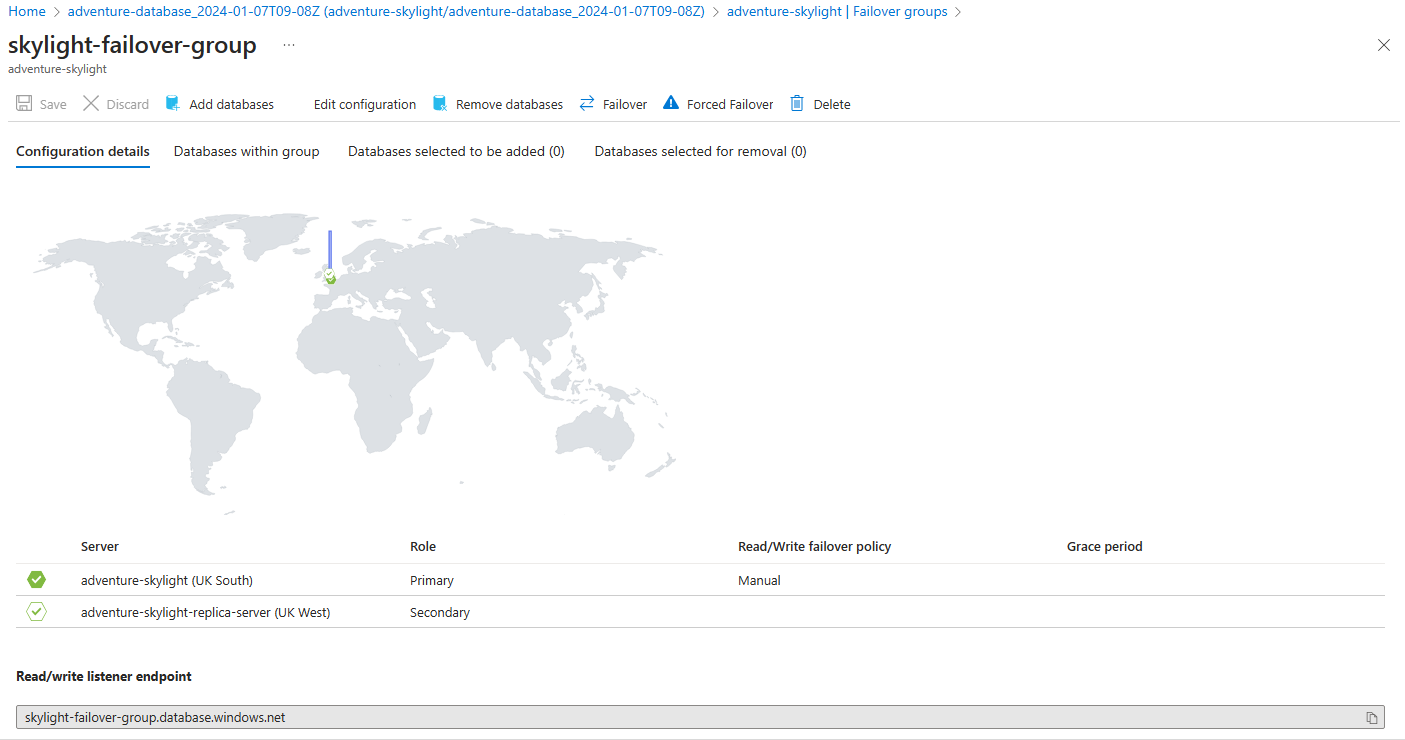 Home > adventure-database_2024-01-07T09-08Z (adventure-skylight/adventure-database_2024-01-07T09-08Z) > adventure-skylight | Failover groups >
skylight-failover-group ...
adventure-skylight
Save Discard Add databases Edit configuration Remove databases Failover Forced Failover Delete
Configuration details Databases within group Databases selected to be added (0) Databases selected for removal (0)
Server Role Read/Write failover policy Grace period
adventure-skylight (UK South) Primary Manual
adventure-skylight-replica-server (UK West) Secondary
Read/write listener endpoint
skylight-failover-group.database.windows.net